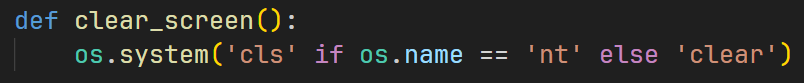 def clear_screen():
    os.system('cls' if os.name == 'nt' else 'clear')